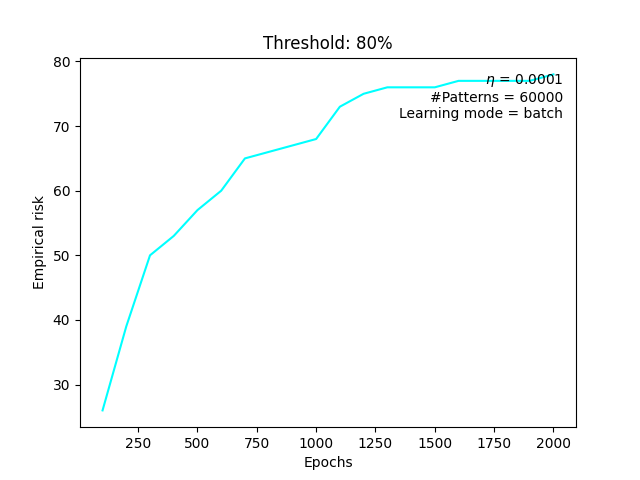 Threshold: 80%
80
70
60
50
40
30
Empirical risk
η = 0.0001
#Patterns = 60000
Learning mode = batch
250 500 750 1000 1250 1500 1750 2000
Epochs